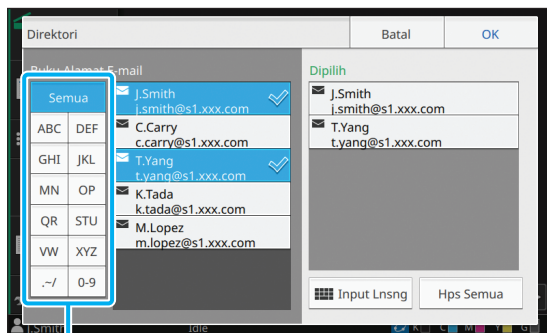 Direktori
Batal
OK
Buku Alamat E-mail
Dipilih
Semua
ABC DEF
GHI JKL
MN OP
QR STU
VW XYZ
.~/ 0-9
J.Smith
j.smith@s1.xxx.com
C.Carry
c.carry@s1.xxx.com
T.Yang
t.yang@s1.xxx.com
K.Tada
k.tada@s1.xxx.com
M.Lopez
m.lopez@s1.xxx.com
J.Smith
j.smith@s1.xxx.com
T.Yang
t.yang@s1.xxx.com
Input Lnsng
Hps Semua
J.Smith
Idle
K C M Y G